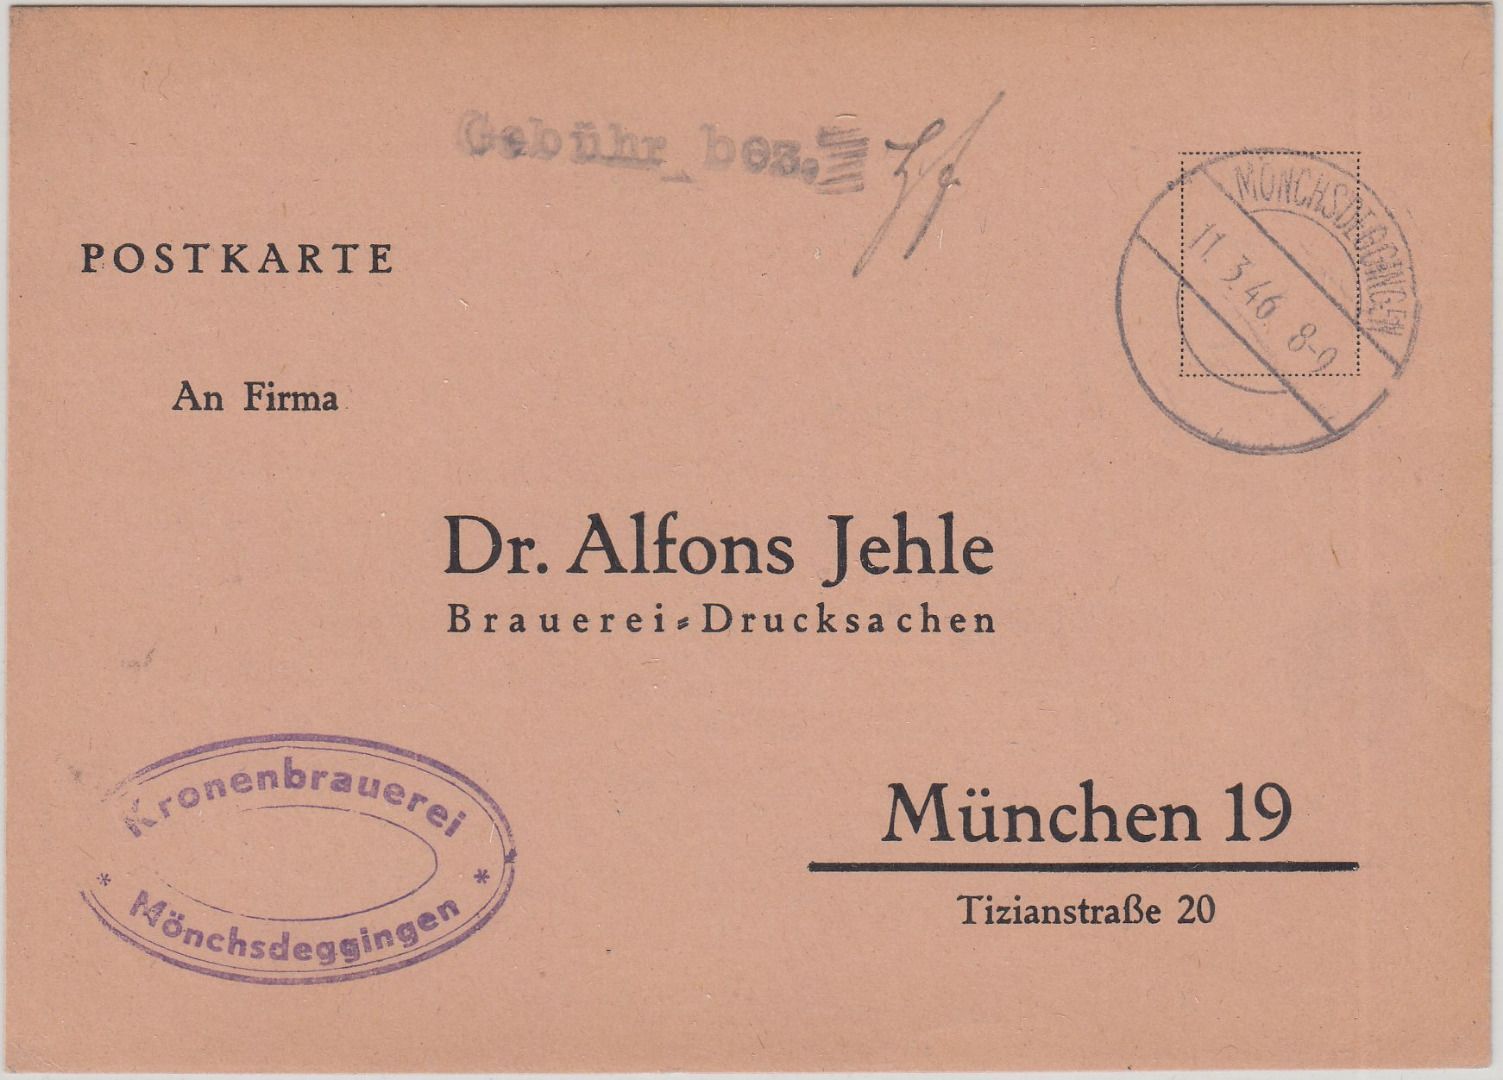 Gebühr bez.
MÖNCHSDEGGINGEN
11.3.46 8-9
POSTKARTE
An Firma
Dr. Alfons Jehle
Brauerei-Drucksachen
Kronenbrauerei
* Mönchsdeggingen *
München 19
Tizianstraße 20